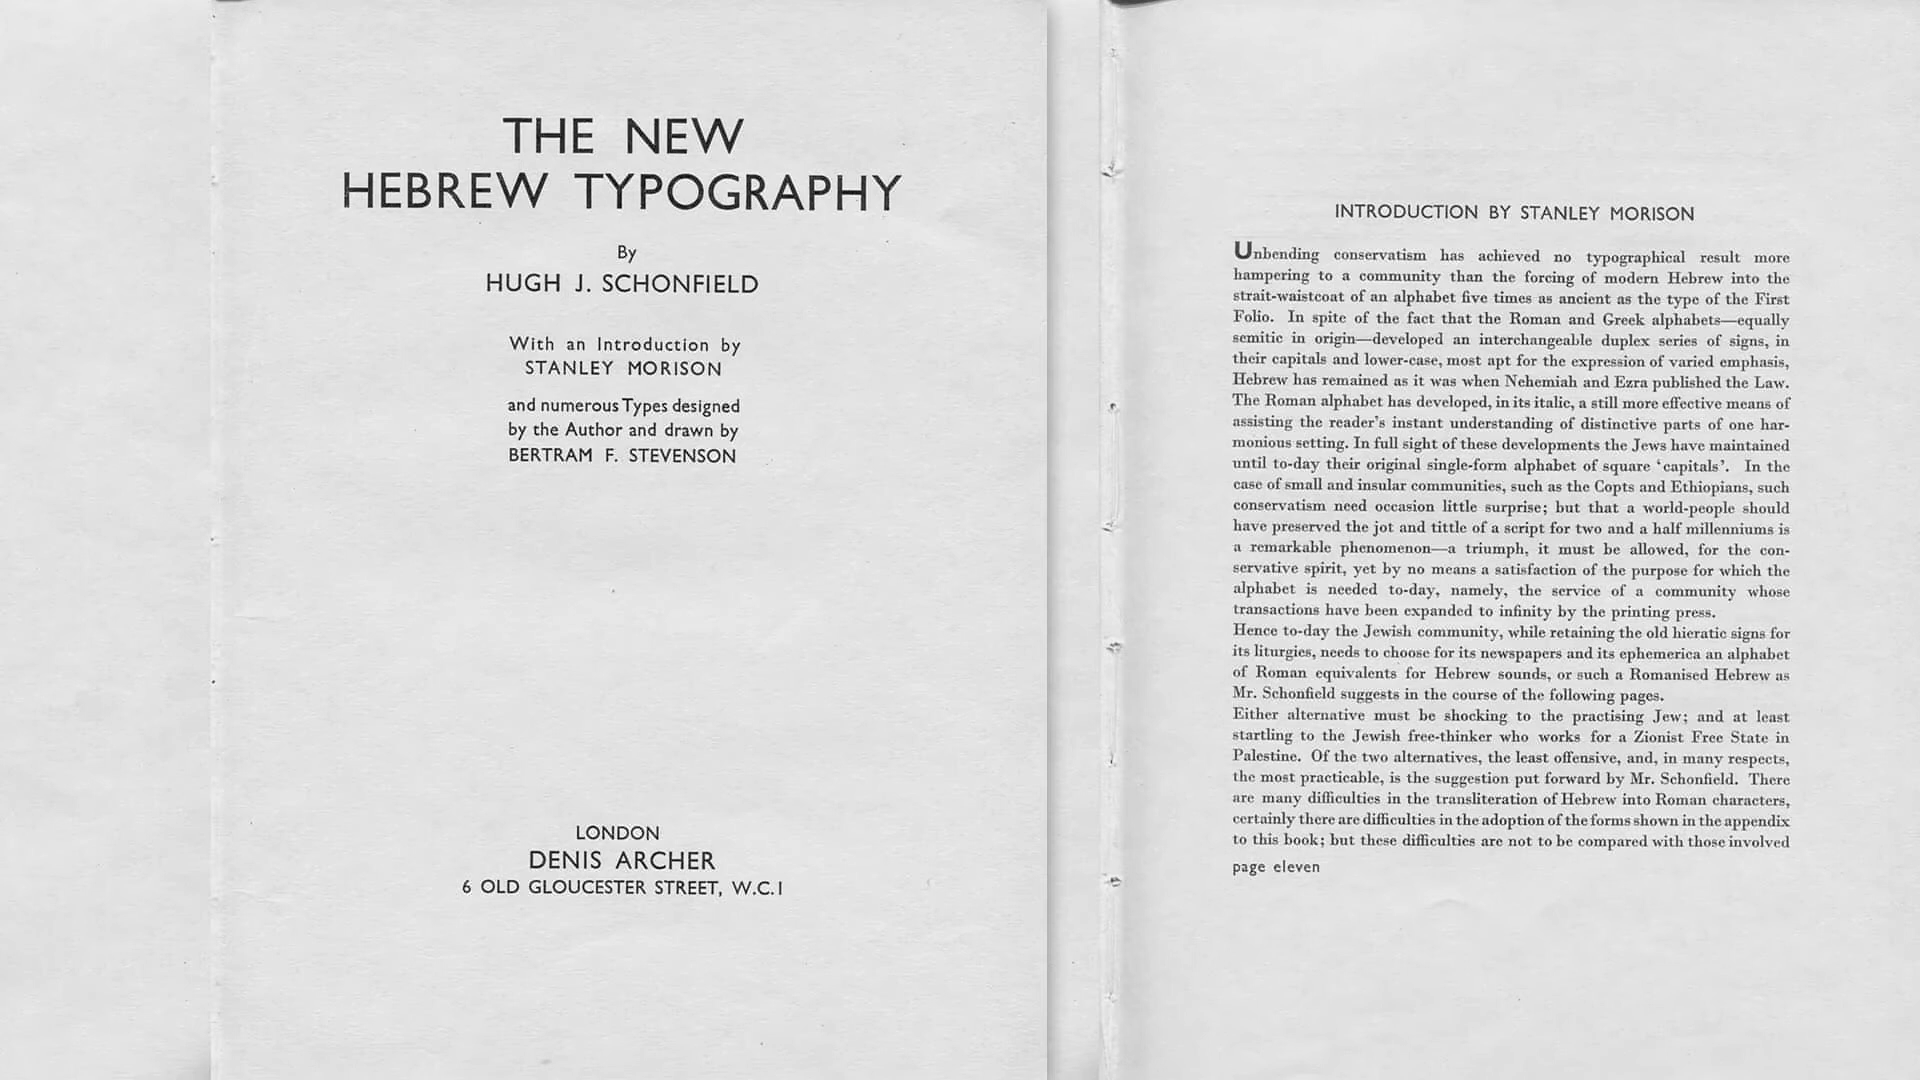 THE NEW
HEBREW TYPOGRAPHY
By
HUGH J. SCHONFIELD
With an Introduction by
STANLEY MORISON
and numerous Types designed
by the Author and drawn by
BERTRAM F. STEVENSON
LONDON
DENIS ARCHER
6 OLD GLOUCESTER STREET, W.C.1
INTRODUCTION BY STANLEY MORISON
Unbending conservatism has achieved no typographical result more
hampering to a community than the forcing of modern Hebrew into the
strait-waistcoat of an alphabet five times as ancient as the type of the First
Folio. In spite of the fact that the Roman and Greek alphabets—equally
semitic in origin—developed an interchangeable duplex series of signs, in
their capitals and lower-case, most apt for the expression of varied emphasis,
Hebrew has remained as it was when Nehemiah and Ezra published the Law.
The Roman alphabet has developed, in its italic, a still more effective means of
assisting the reader's instant understanding of distinctive parts of one har-
monious setting. In full sight of these developments the Jews have maintained
until to-day their original single-form alphabet of square ‘capitals’. In the
case of small and insular communities, such as the Copts and Ethiopians, such
conservatism need occasion little surprise; but that a world-people should
have preserved the jot and tittle of a script for two and a half millenniums is
a remarkable phenomenon—a triumph, it must be allowed, for the con-
servative spirit, yet by no means a satisfaction of the purpose for which the
alphabet is needed to-day, namely, the service of a community whose
transactions have been expanded to infinity by the printing press.
Hence to-day the Jewish community, while retaining the old hieratic signs for
its liturgies, needs to choose for its newspapers and its ephemerica an alphabet
of Roman equivalents for Hebrew sounds, or such a Romanised Hebrew as
Mr. Schonfield suggests in the course of the following pages.
Either alternative must be shocking to the practising Jew; and at least
startling to the Jewish free-thinker who works for a Zionist Free State in
Palestine. Of the two alternatives, the least offensive, and, in many respects,
the most practicable, is the suggestion put forward by Mr. Schonfield. There
are many difficulties in the transliteration of Hebrew into Roman characters,
certainly there are difficulties in the adoption of the forms shown in the appendix
to this book; but these difficulties are not to be compared with those involved
page eleven